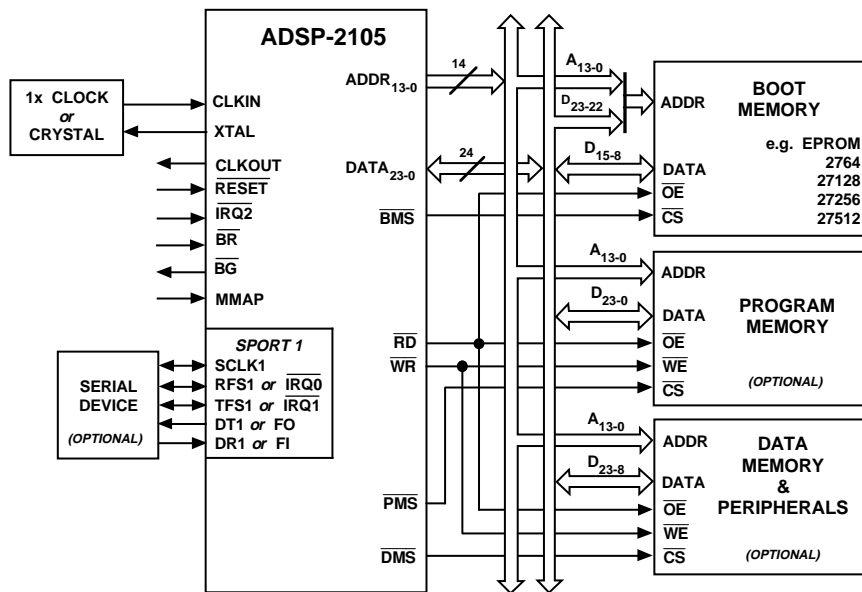 ADSP-2105
1x CLOCK
or
CRYSTAL
CLKIN
XTAL
CLKOUT
RESET
IRQ2
BR
BG
MMAP
SPORT 1
SCLK1
RFS1 or IRQ0
TFS1 or IRQ1
DT1 or FO
DR1 or FI
SERIAL
DEVICE
(OPTIONAL)
ADDR13-0
14
DATA23-0
24
BMS
RD
WR
PMS
DMS
A13-0
D23-22
D15-8
ADDR
DATA
OE
CS
BOOT
MEMORY
e.g. EPROM
2764
27128
27256
27512
A13-0
D23-0
ADDR
DATA
OE
WE
CS
PROGRAM
MEMORY
(OPTIONAL)
A13-0
D23-8
ADDR
DATA
OE
WE
CS
DATA
MEMORY
&
PERIPHERALS
(OPTIONAL)